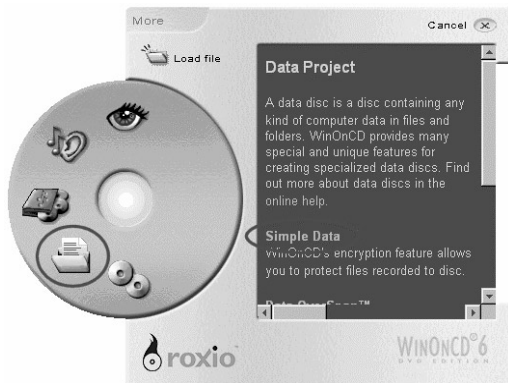 More
Cancel
Load file
Data Project
A data disc is a disc containing any
kind of computer data in files and
folders. WinOnCD provides many
special and unique features for
creating specialized data discs. Find
out more about data discs in the
online help.
Simple Data
WinOnCD's encryption feature allows
you to protect files recorded to disc.
roxio
WINONCD®6
DVD EDITION